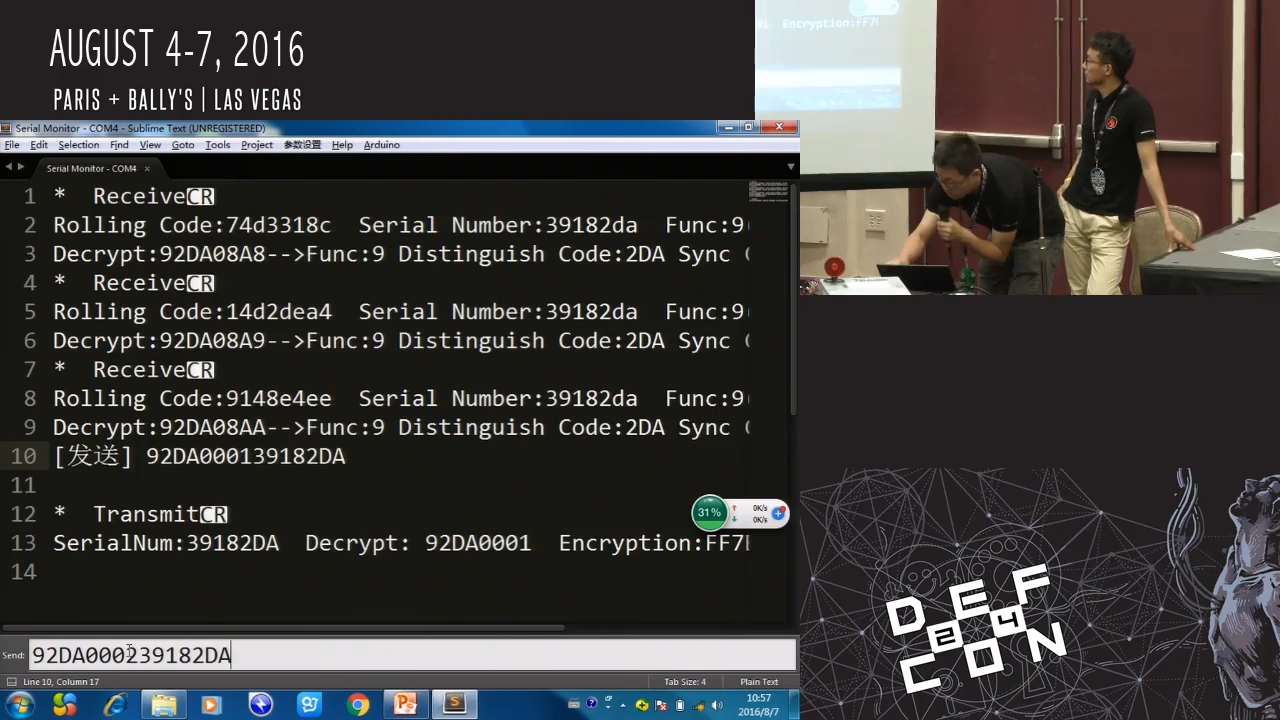 AUGUST 4-7, 2016
PARIS + BALLY'S | LAS VEGAS
Encryption:FF7
Serial Monitor - COM4 - Sublime Text (UNREGISTERED)
File Edit Selection Find View Goto Tools Project 参数设置 Help Arduino
Serial Monitor - COM4 ×
1 * ReceiveCR
2 Rolling Code:74d3318c Serial Number:39182da Func:9
3 Decrypt:92DA08A8-->Func:9 Distinguish Code:2DA Sync
4 * ReceiveCR
5 Rolling Code:14d2dea4 Serial Number:39182da Func:9
6 Decrypt:92DA08A9-->Func:9 Distinguish Code:2DA Sync
7 * ReceiveCR
8 Rolling Code:9148e4ee Serial Number:39182da Func:9
9 Decrypt:92DA08AA-->Func:9 Distinguish Code:2DA Sync
10 [发送] 92DA000139182DA
11
12 * TransmitCR
13 SerialNum:39182DA Decrypt: 92DA0001 Encryption:FF7
14
31% 0K/s
0K/s
Send: 92DA000239182DA
Line 10, Column 17 Tab Size: 4 Plain Text
10:57
2016/8/7
DEF
24
CON